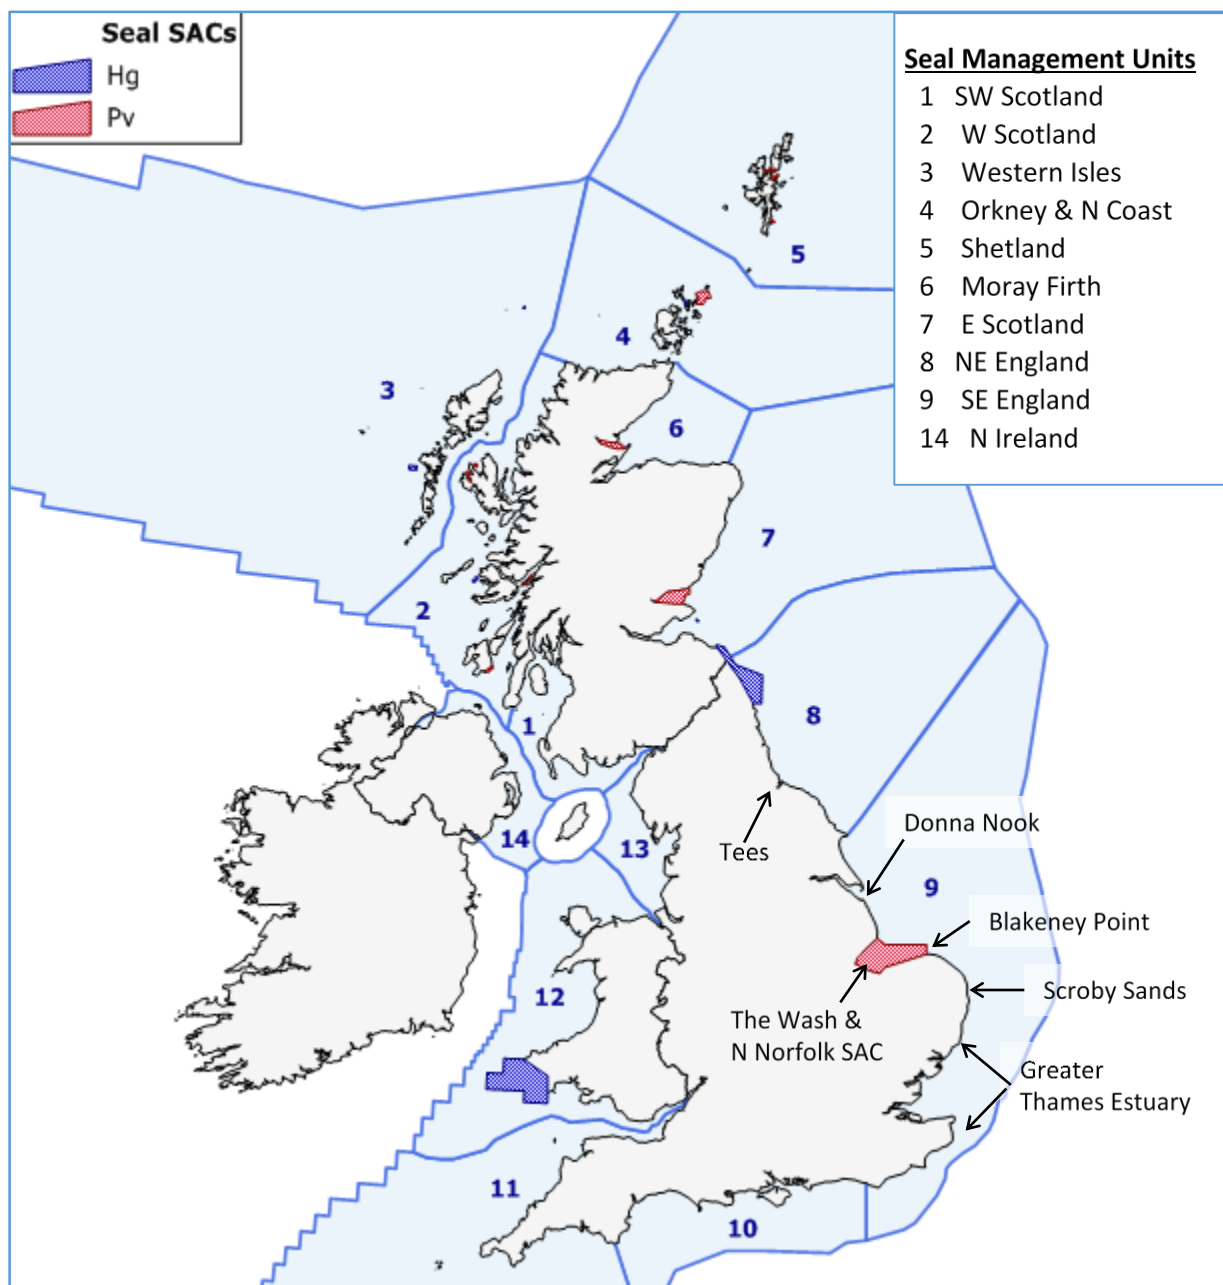 Seal SACs
Hg
Pv
Seal Management Units
1 SW Scotland
2 W Scotland
3 Western Isles
4 Orkney & N Coast
5 Shetland
6 Moray Firth
7 E Scotland
8 NE England
9 SE England
14 N Ireland
5
4
3
6
7
2
8
1
14
13
Tees
Donna Nook
9
Blakeney Point
12
The Wash &
N Norfolk SAC
Scroby Sands
Greater
Thames Estuary
11
10